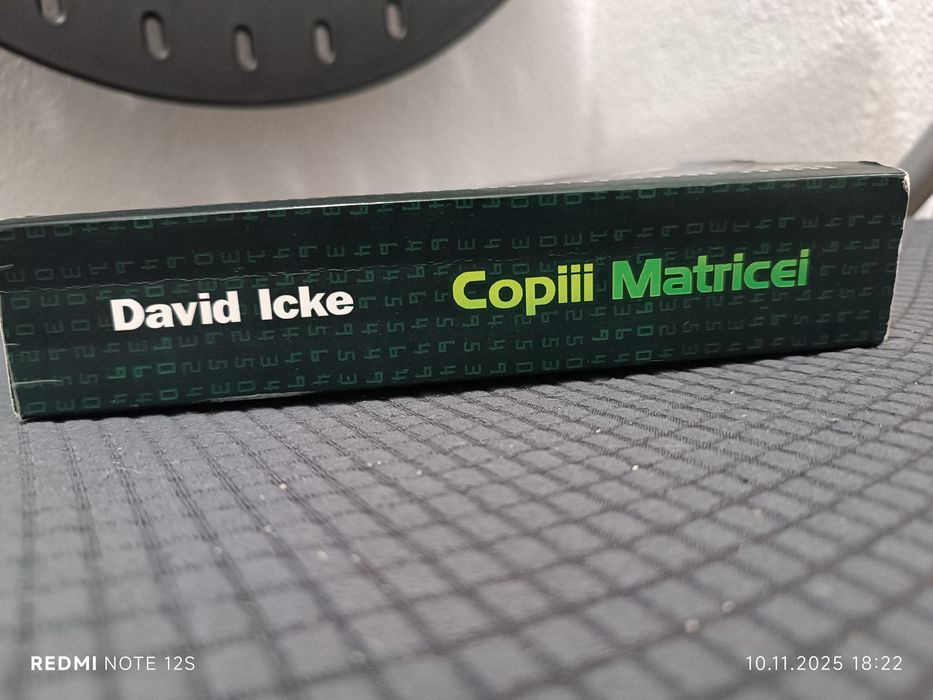 David Icke Copiii Matricei
REDMI NOTE 12S
10.11.2025 18:22